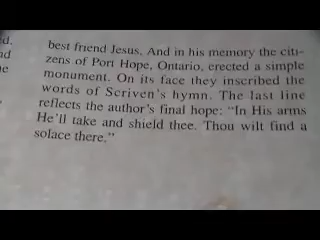 ed,
best friend Jesus. And in his memory the citi-
zens of Port Hope, Ontario, erected a simple
monument. On its face they inscribed the
words of Scriven's hymn. The last line
reflects the author's final hope: "In His arms
He'll take and shield thee. Thou wilt find a
solace there."